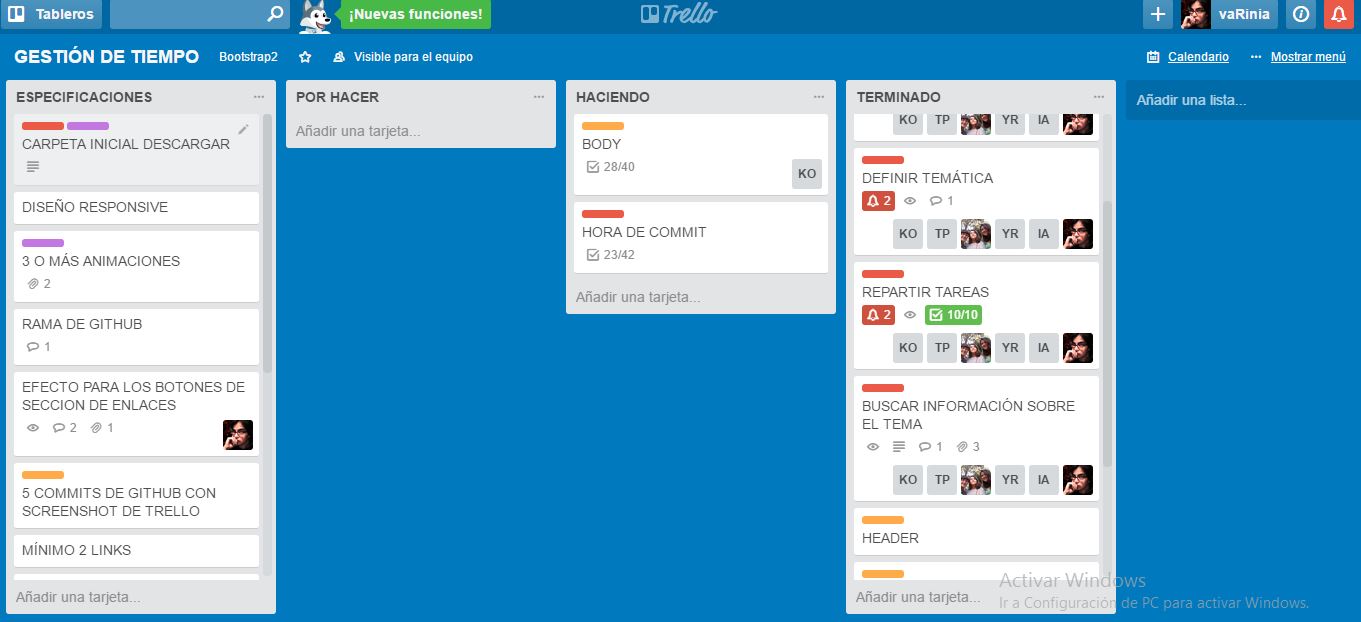 Tableros
¡Nuevas funciones!
Trello
vaRinia
GESTIÓN DE TIEMPO
Bootstrap2
Visible para el equipo
Calendario
Mostrar menú
ESPECIFICACIONES
CARPETA INICIAL DESCARGAR
DISEÑO RESPONSIVE
3 O MÁS ANIMACIONES
2
RAMA DE GITHUB
1
EFECTO PARA LOS BOTONES DE
SECCION DE ENLACES
2 1
5 COMMITS DE GITHUB CON
SCREENSHOT DE TRELLO
MÍNIMO 2 LINKS
Añadir una tarjeta...
POR HACER
Añadir una tarjeta...
HACIENDO
BODY
28/40
KO
HORA DE COMMIT
23/42
Añadir una tarjeta...
TERMINADO
KO TP YR IA
DEFINIR TEMÁTICA
2 1
KO TP YR IA
REPARTIR TAREAS
2 10/10
KO TP YR IA
BUSCAR INFORMACIÓN SOBRE
EL TEMA
1 3
KO TP YR IA
HEADER
Añadir una tarjeta...
Añadir una lista...
Activar Windows
Ir a Configuración de PC para activar Windows.